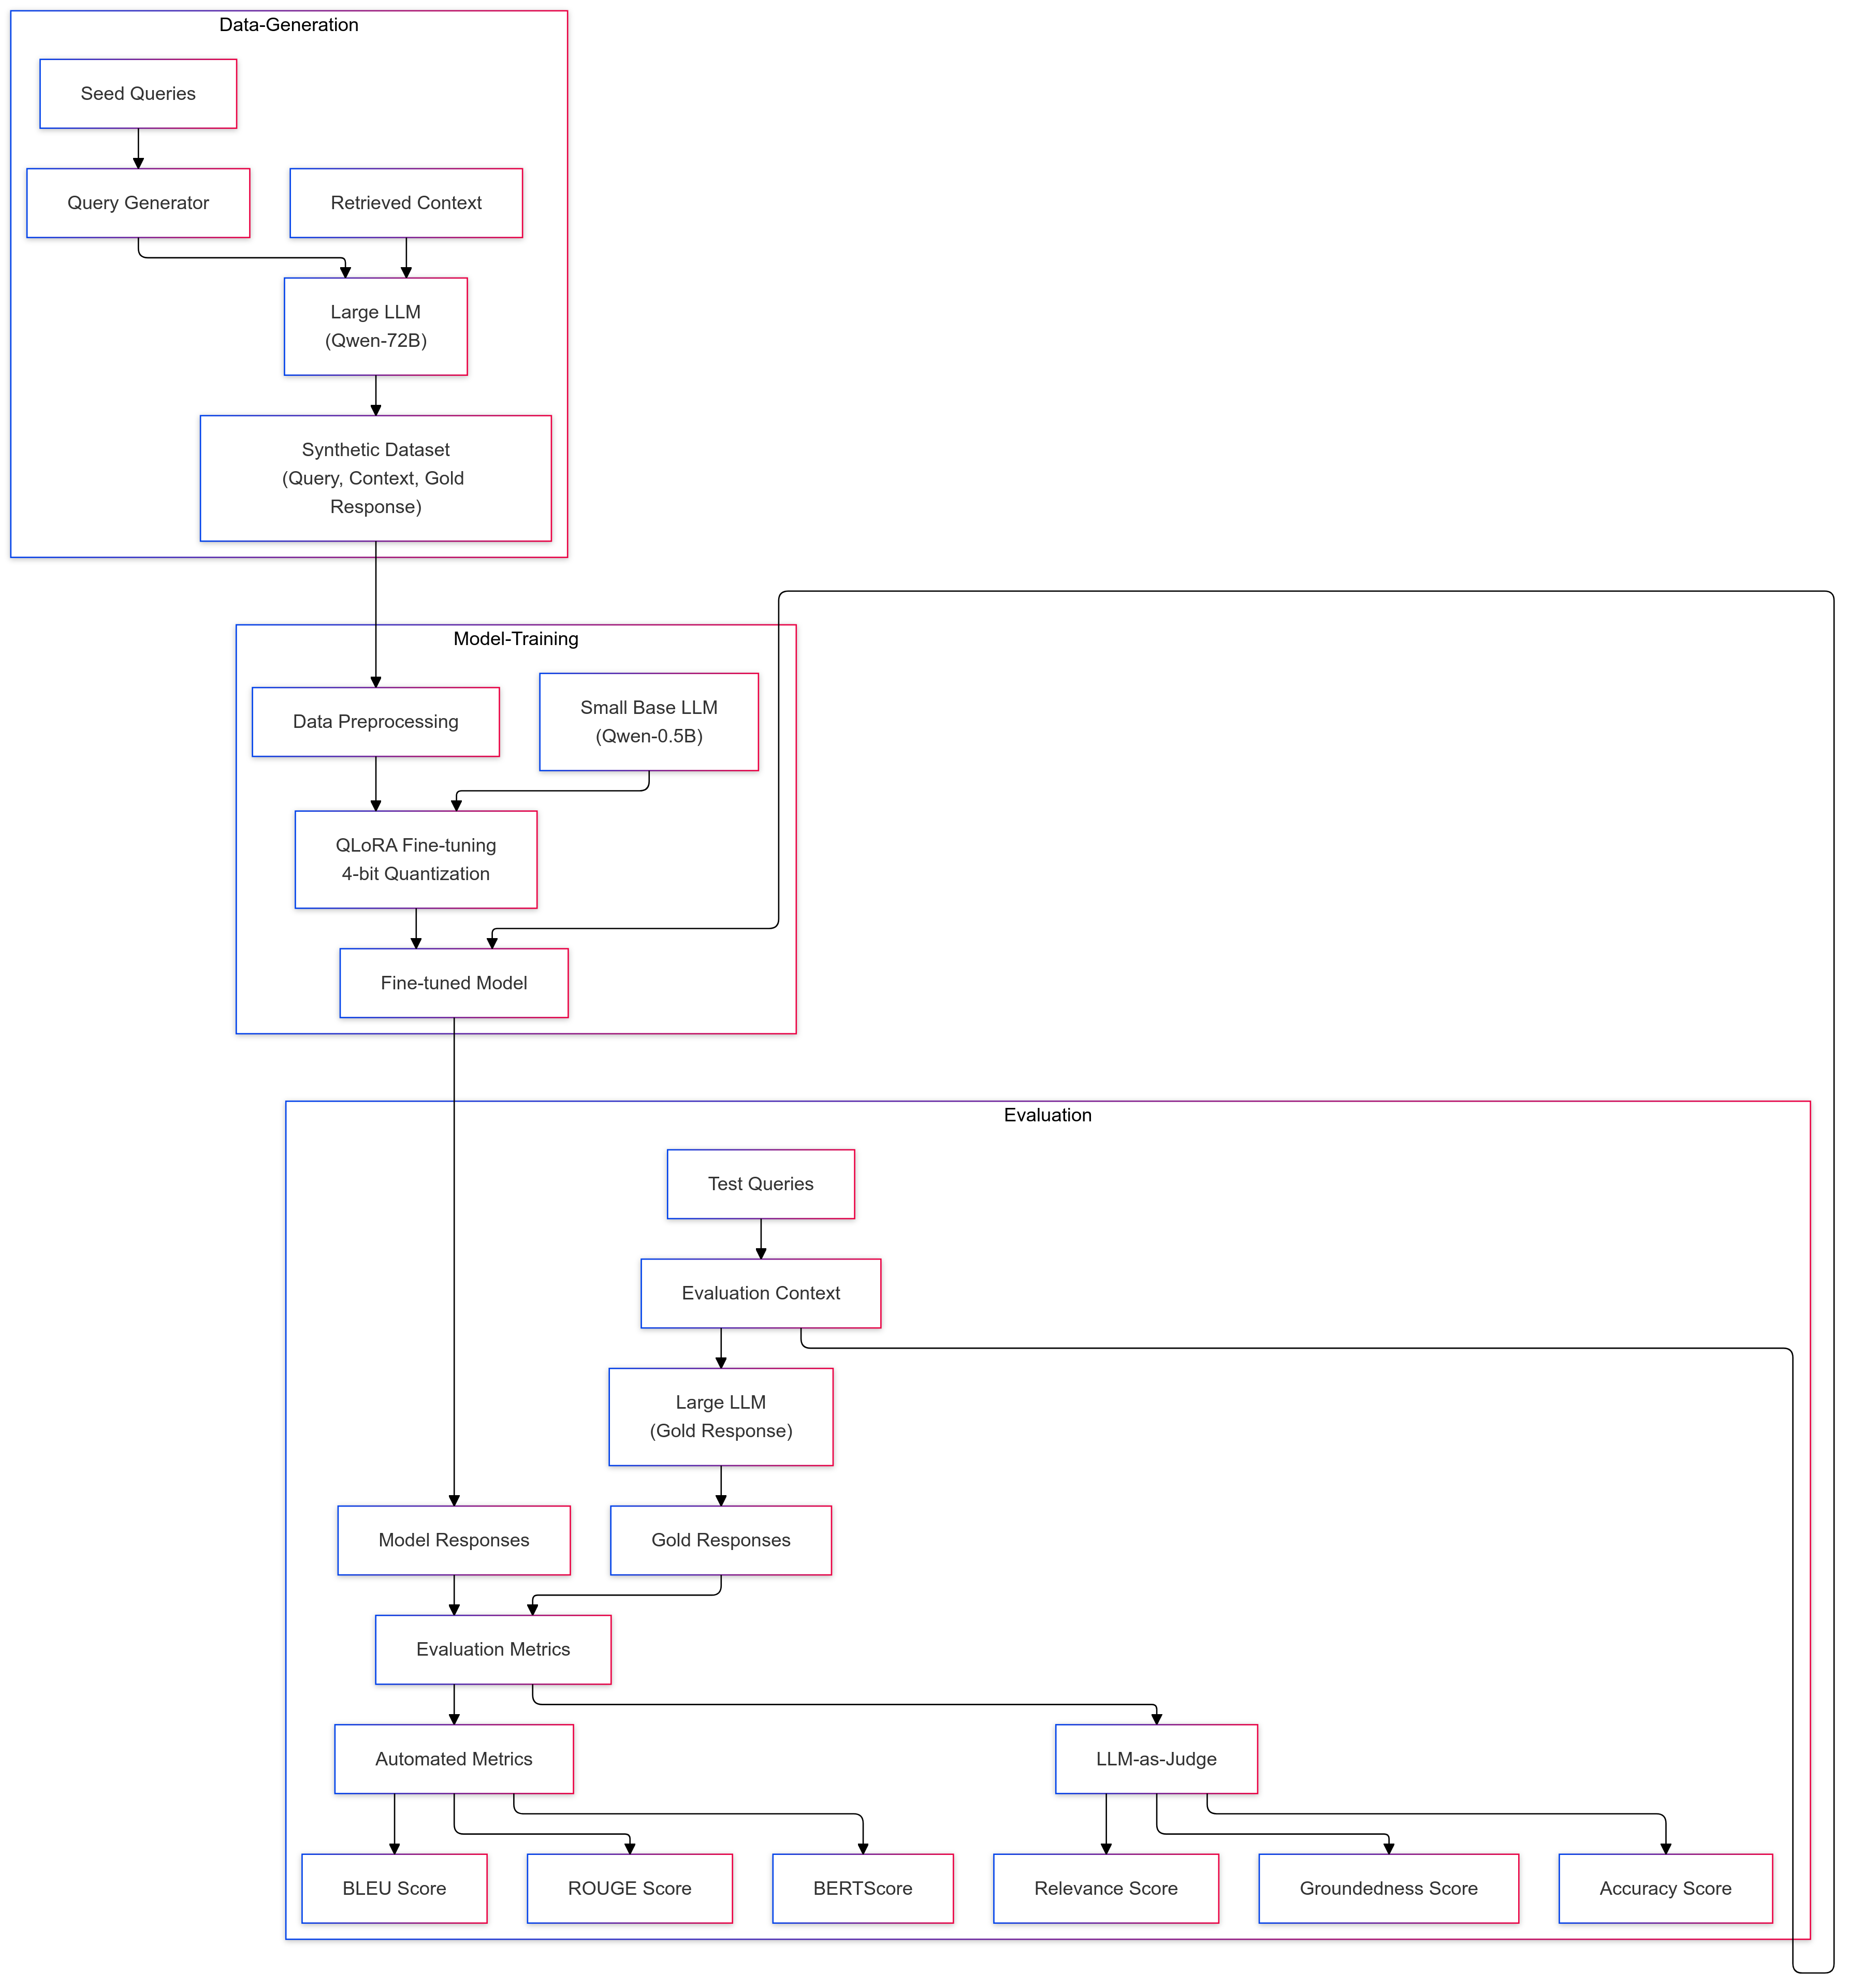 Data-Generation
Seed Queries
Query Generator
Retrieved Context
Large LLM
(Qwen-72B)
Synthetic Dataset
(Query, Context, Gold
Response)
Model-Training
Data Preprocessing
Small Base LLM
(Qwen-0.5B)
QLoRA Fine-tuning
4-bit Quantization
Fine-tuned Model
Evaluation
Test Queries
Evaluation Context
Large LLM
(Gold Response)
Model Responses
Gold Responses
Evaluation Metrics
Automated Metrics
LLM-as-Judge
BLEU Score
ROUGE Score
BERTScore
Relevance Score
Groundedness Score
Accuracy Score